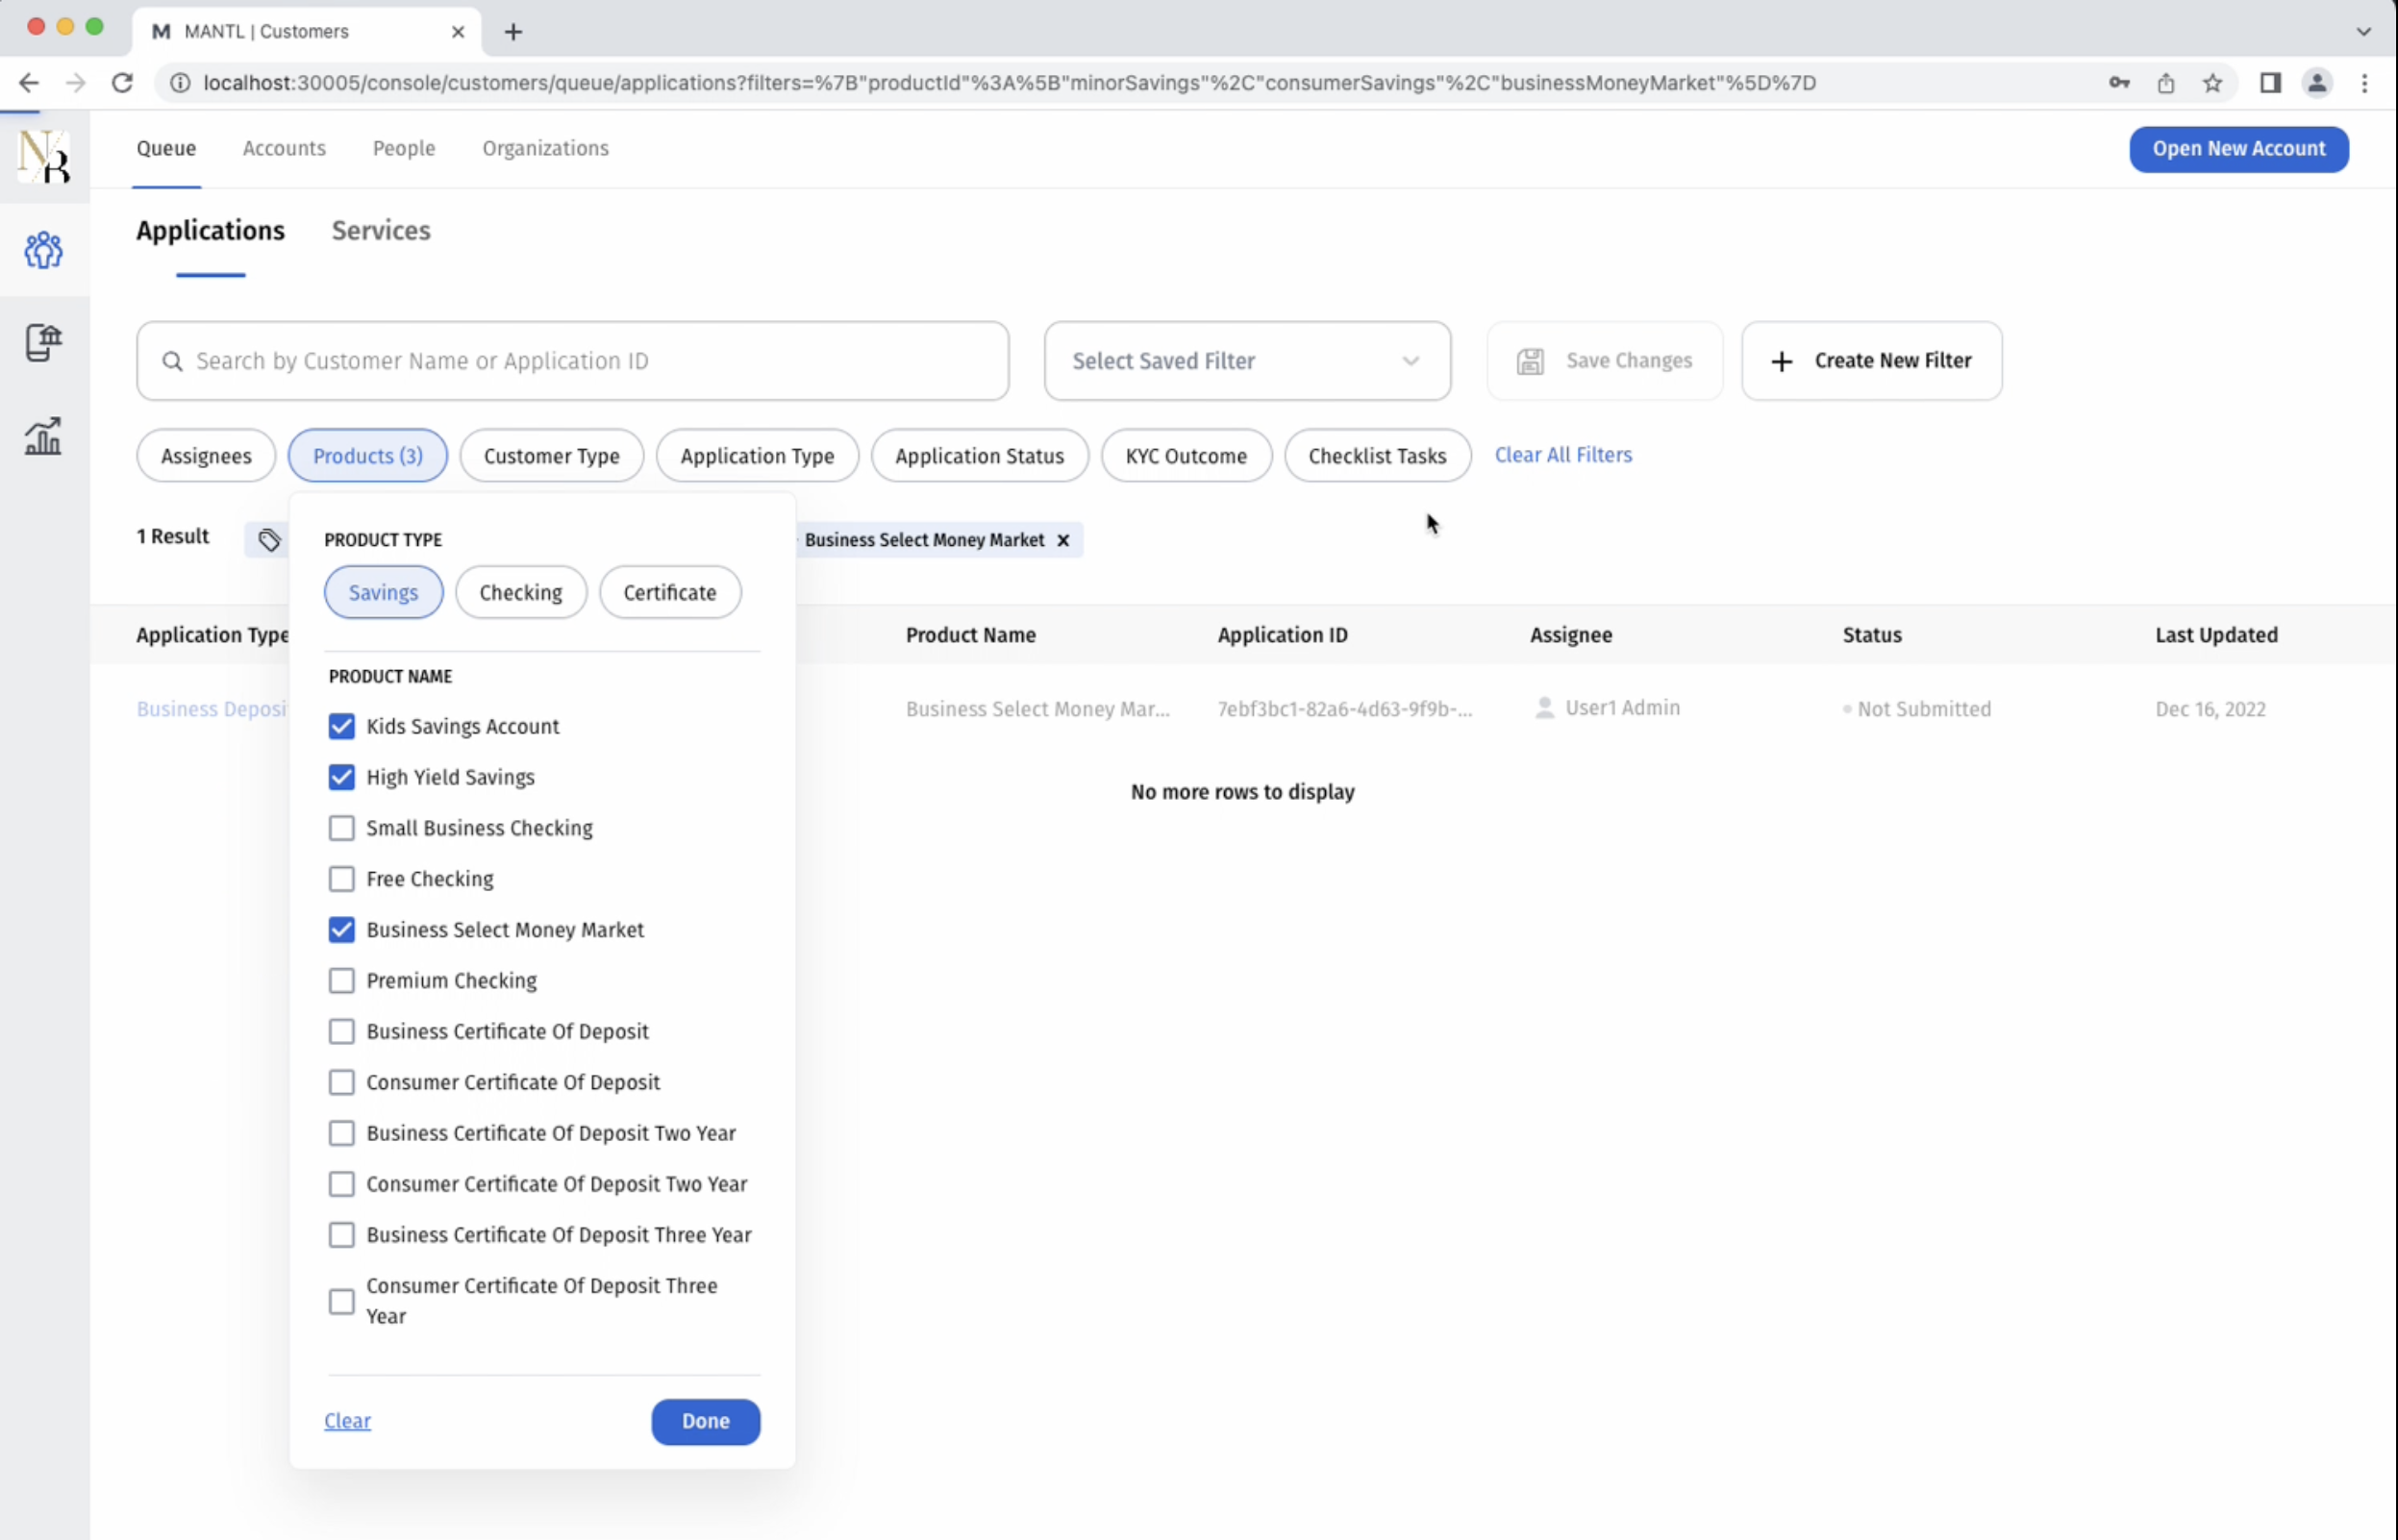 MANTL | Customers
localhost:30005/console/customers/queue/applications?filters=%7B"productId"%3A%5B"minorSavings"%2C"consumerSavings"%2C"businessMoneyMarket"%5D%7D
NB
Queue Accounts People Organizations Open New Account
Applications Services
Search by Customer Name or Application ID Select Saved Filter Save Changes Create New Filter
Assignees Products (3) Customer Type Application Type Application Status KYC Outcome Checklist Tasks Clear All Filters
1 Result Business Select Money Market
PRODUCT TYPE
Savings Checking Certificate
Application Type Product Name Application ID Assignee Status Last Updated
PRODUCT NAME
Business Deposi Business Select Money Mar... 7ebf3bc1-82a6-4d63-9f9b-... User1 Admin Not Submitted Dec 16, 2022
Kids Savings Account
High Yield Savings
No more rows to display
Small Business Checking
Free Checking
Business Select Money Market
Premium Checking
Business Certificate Of Deposit
Consumer Certificate Of Deposit
Business Certificate Of Deposit Two Year
Consumer Certificate Of Deposit Two Year
Business Certificate Of Deposit Three Year
Consumer Certificate Of Deposit Three
Year
Clear Done